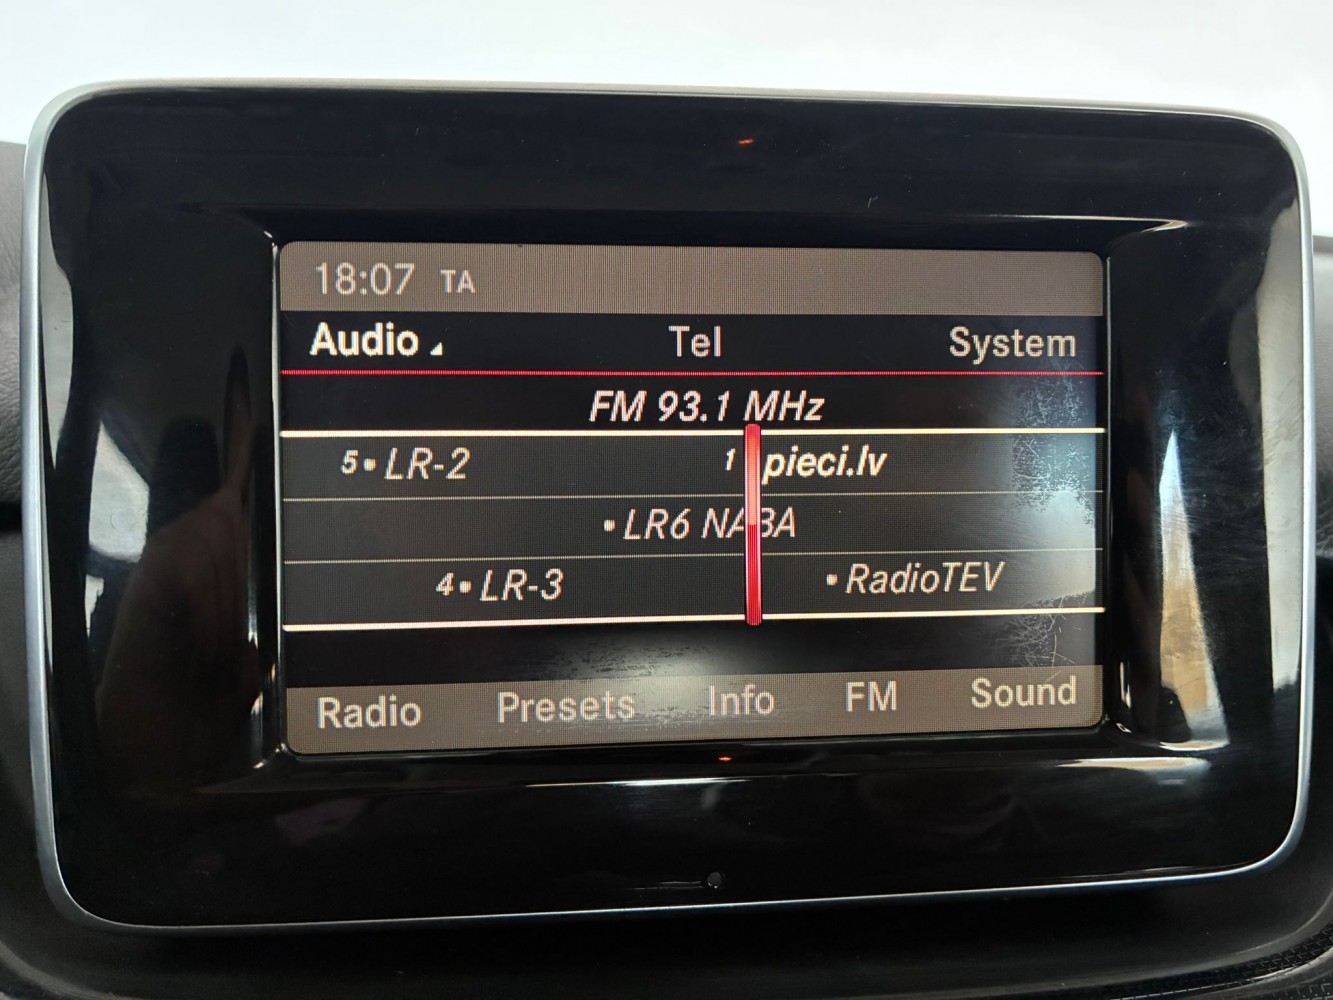 18:07 TA
Audio Tel System
FM 93.1 MHz
5 • LR-2 1 pieci.lv
• LR6 NABA
4 • LR-3 • RadioTEV
Radio Presets Info FM Sound